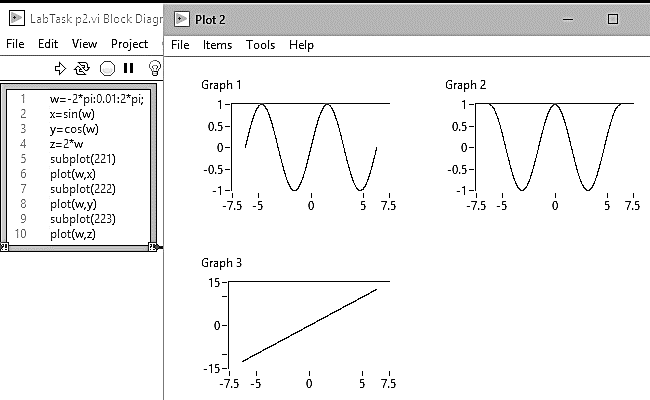 LabTask p2.vi Block Diagr
File Edit View Project
1 w=-2*pi:0.01:2*pi;
2 x=sin(w)
3 y=cos(w)
4 z=2*w
5 subplot(221)
6 plot(w,x)
7 subplot(222)
8 plot(w,y)
9 subplot(223)
10 plot(w,z)
Plot 2
File Items Tools Help
Graph 1
1
0.5
0
-0.5
-1
-7.5 -5 0 5 7.5
Graph 2
1
0.5
0
-0.5
-1
-7.5 -5 0 5 7.5
Graph 3
15
0
-15
-7.5 -5 0 5 7.5